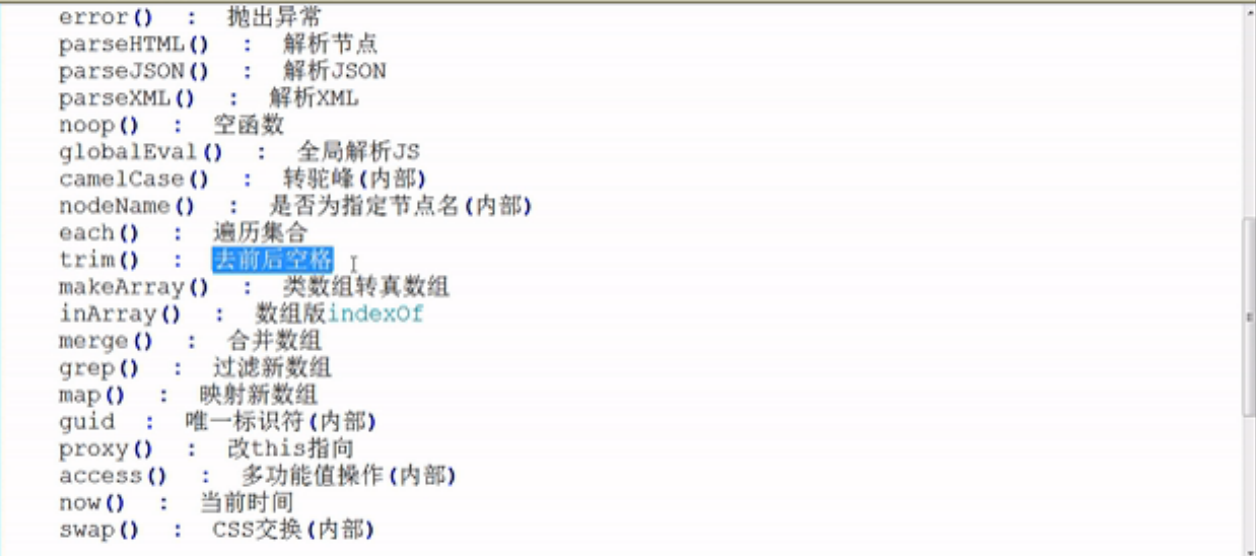 error() : 抛出异常
parseHTML() : 解析节点
parseJSON() : 解析JSON
parseXML() : 解析XML
noop() : 空函数
globalEval() : 全局解析JS
camelCase() : 转驼峰(内部)
nodeName() : 是否为指定节点名(内部)
each() : 遍历集合
trim() : 去前后空格
makeArray() : 类数组转真数组
inArray() : 数组版indexOf
merge() : 合并数组
grep() : 过滤新数组
map() : 映射新数组
guid : 唯一标识符(内部)
proxy() : 改this指向
access() : 多功能值操作(内部)
now() : 当前时间
swap() : CSS交换(内部)